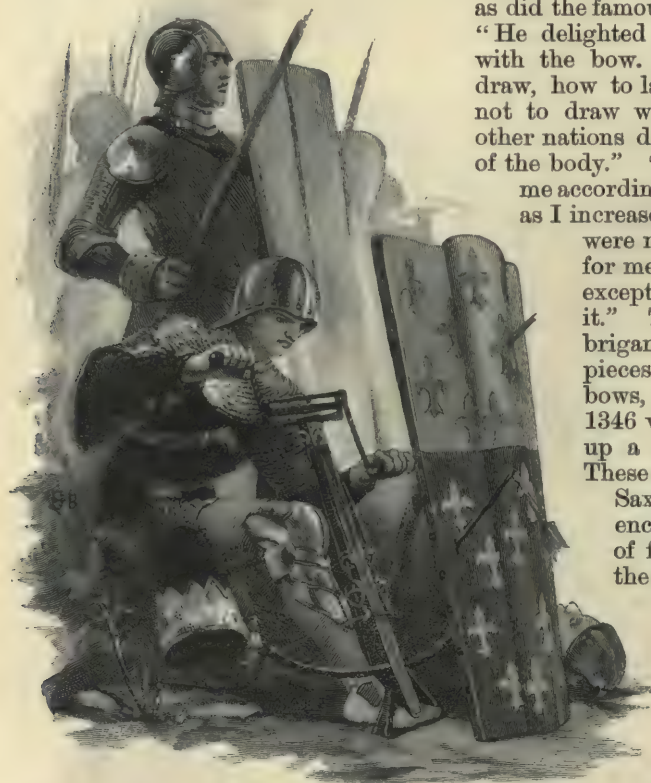 as did the famou
"He delighted
with the bow.
draw, how to la
not to draw w
other nations d
of the body." "
me accordin
as I increase
were r
for me
except
it." T
brigan
pieces
bows,
1346 v
up a
These
Sax
enc
of f
the